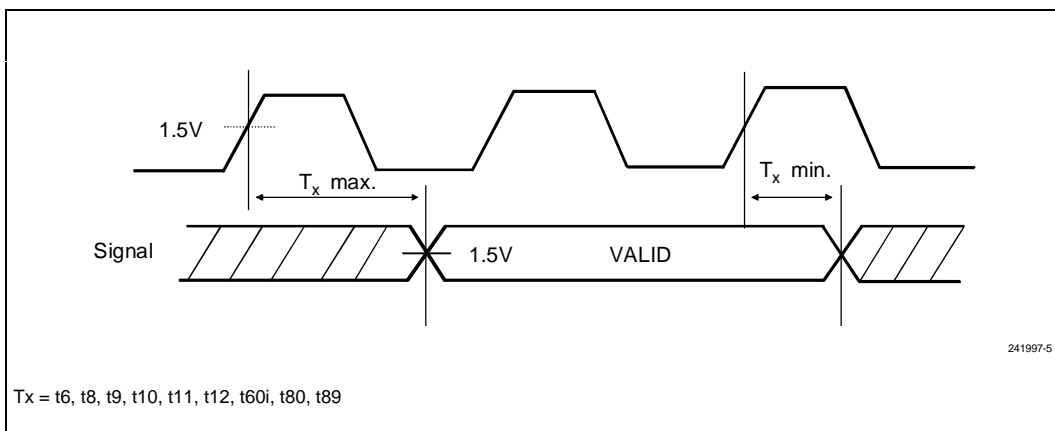 1.5V
Tx max.
Tx min.
Signal
1.5V
VALID
241997-5
Tx = t6, t8, t9, t10, t11, t12, t60i, t80, t89